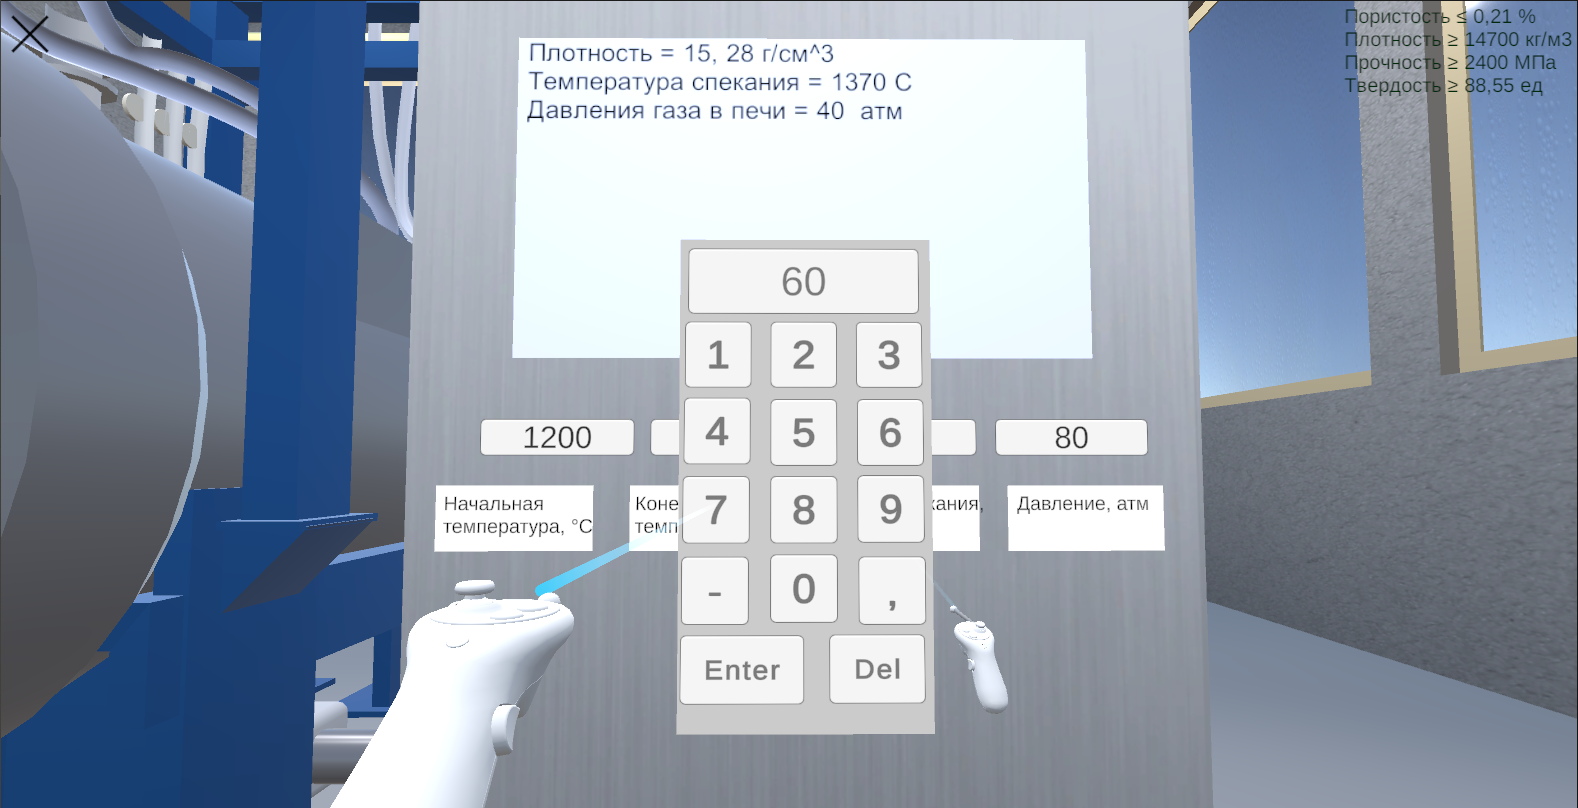 Пористость ≤ 0,21 %
Плотность ≥ 14700 кг/м3
Прочность ≥ 2400 МПа
Твердость ≥ 88,55 ед
Плотность = 15, 28 г/см^3
Температура спекания = 1370 С
Давления газа в печи = 40 атм
60
1 2 3
4 5 6
7 8 9
- 0 ,
Enter Del
1200
80
Начальная
температура, °C
Давление, атм